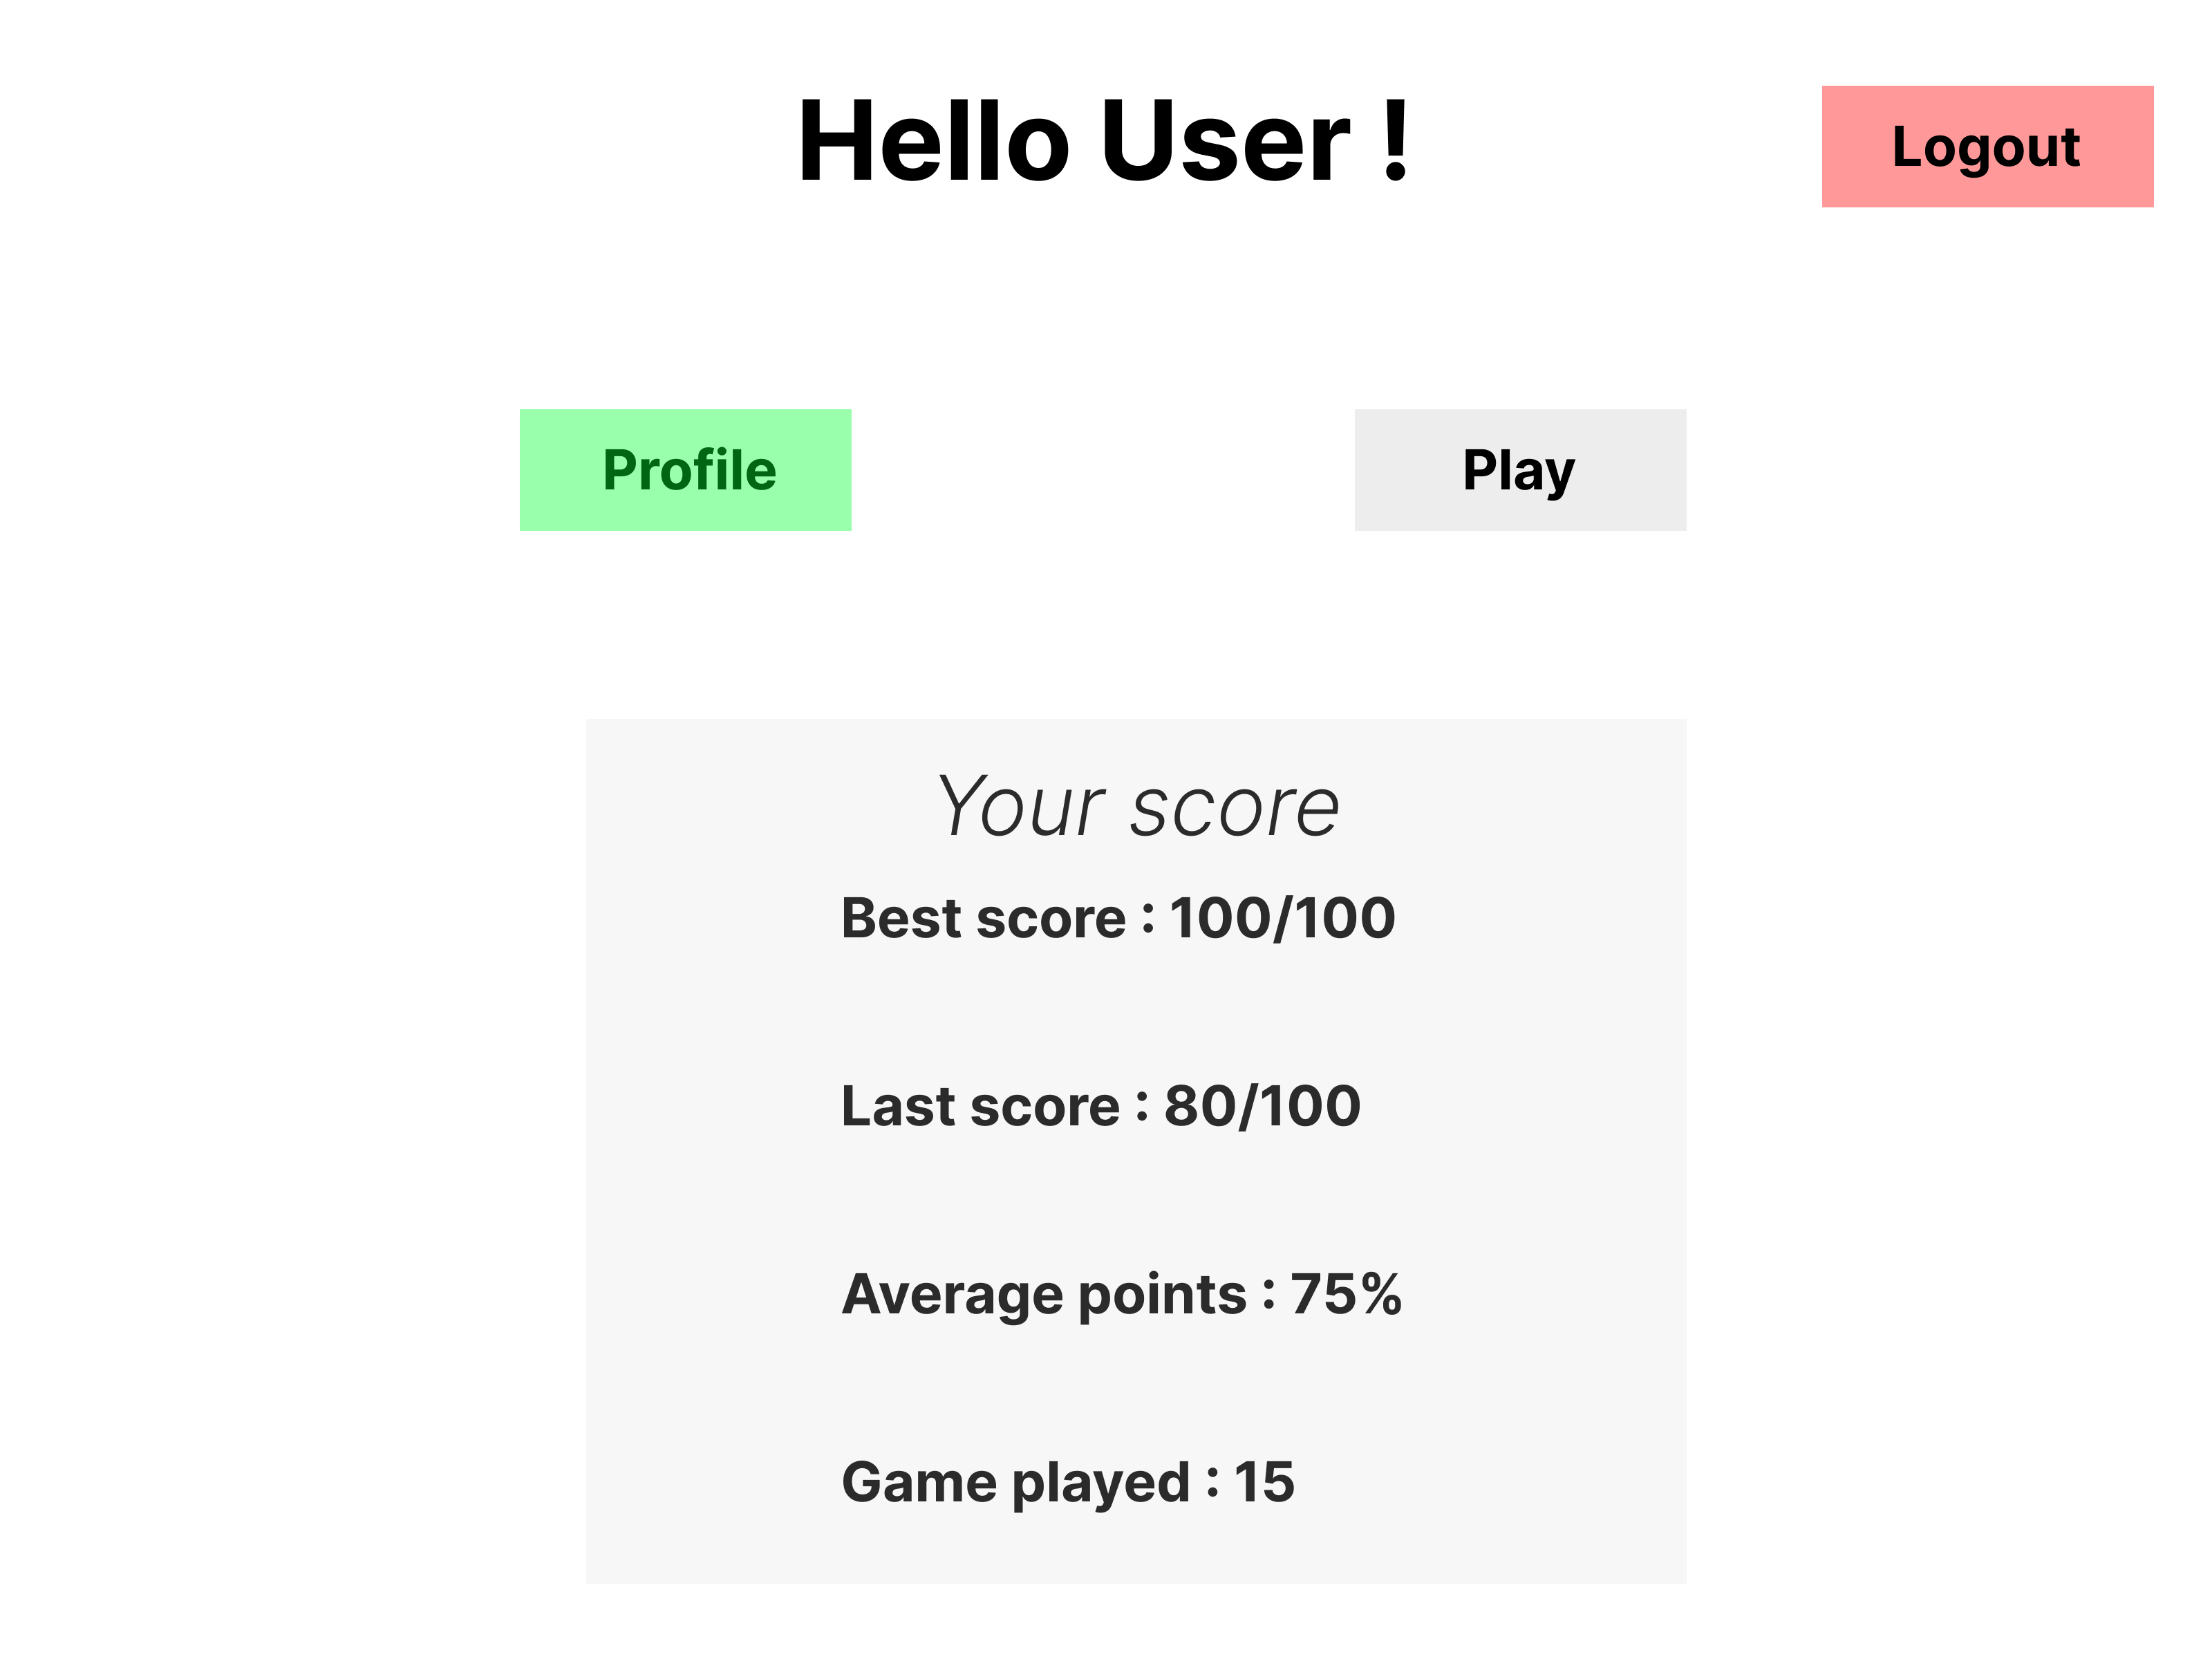 Hello User !
Logout
Profile
Play
Your score
Best score : 100/100
Last score : 80/100
Average points : 75%
Game played : 15